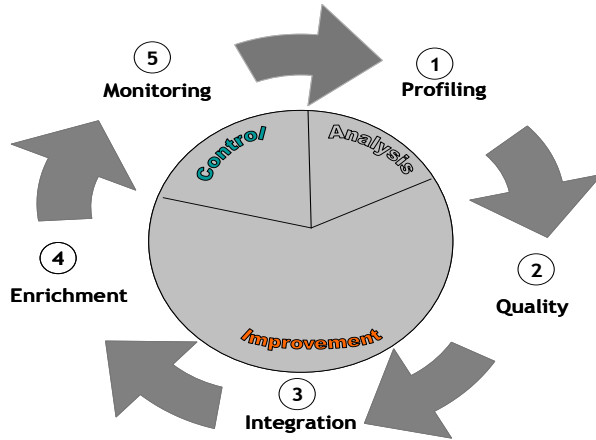 1
Profiling
2
Quality
3
Integration
4
Enrichment
5
Monitoring
Control
Analysis
Improvement